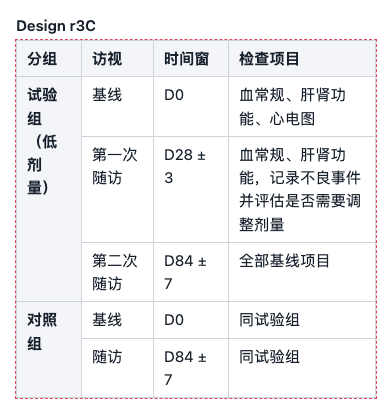 Design r3C
分组 访视 时间窗 检查项目
试验组（低剂量） 基线 D0 血常规、肝肾功
能、心电图
第一次 D28 ± 血常规、肝肾功
随访 3 能，记录不良事件
并评估是否需要调
整剂量
第二次 D84 ± 全部基线项目
随访 7
对照组 基线 D0 同试验组
随访 D84 ± 同试验组
7